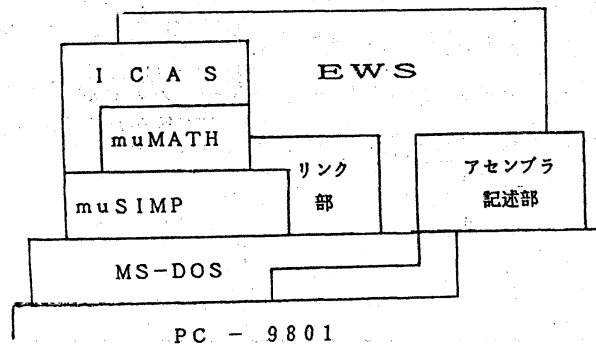 ICAS
EWS
muMATH
リンク
部
アセンブラ
記述部
muSIMP
MS-DOS
PC - 9801